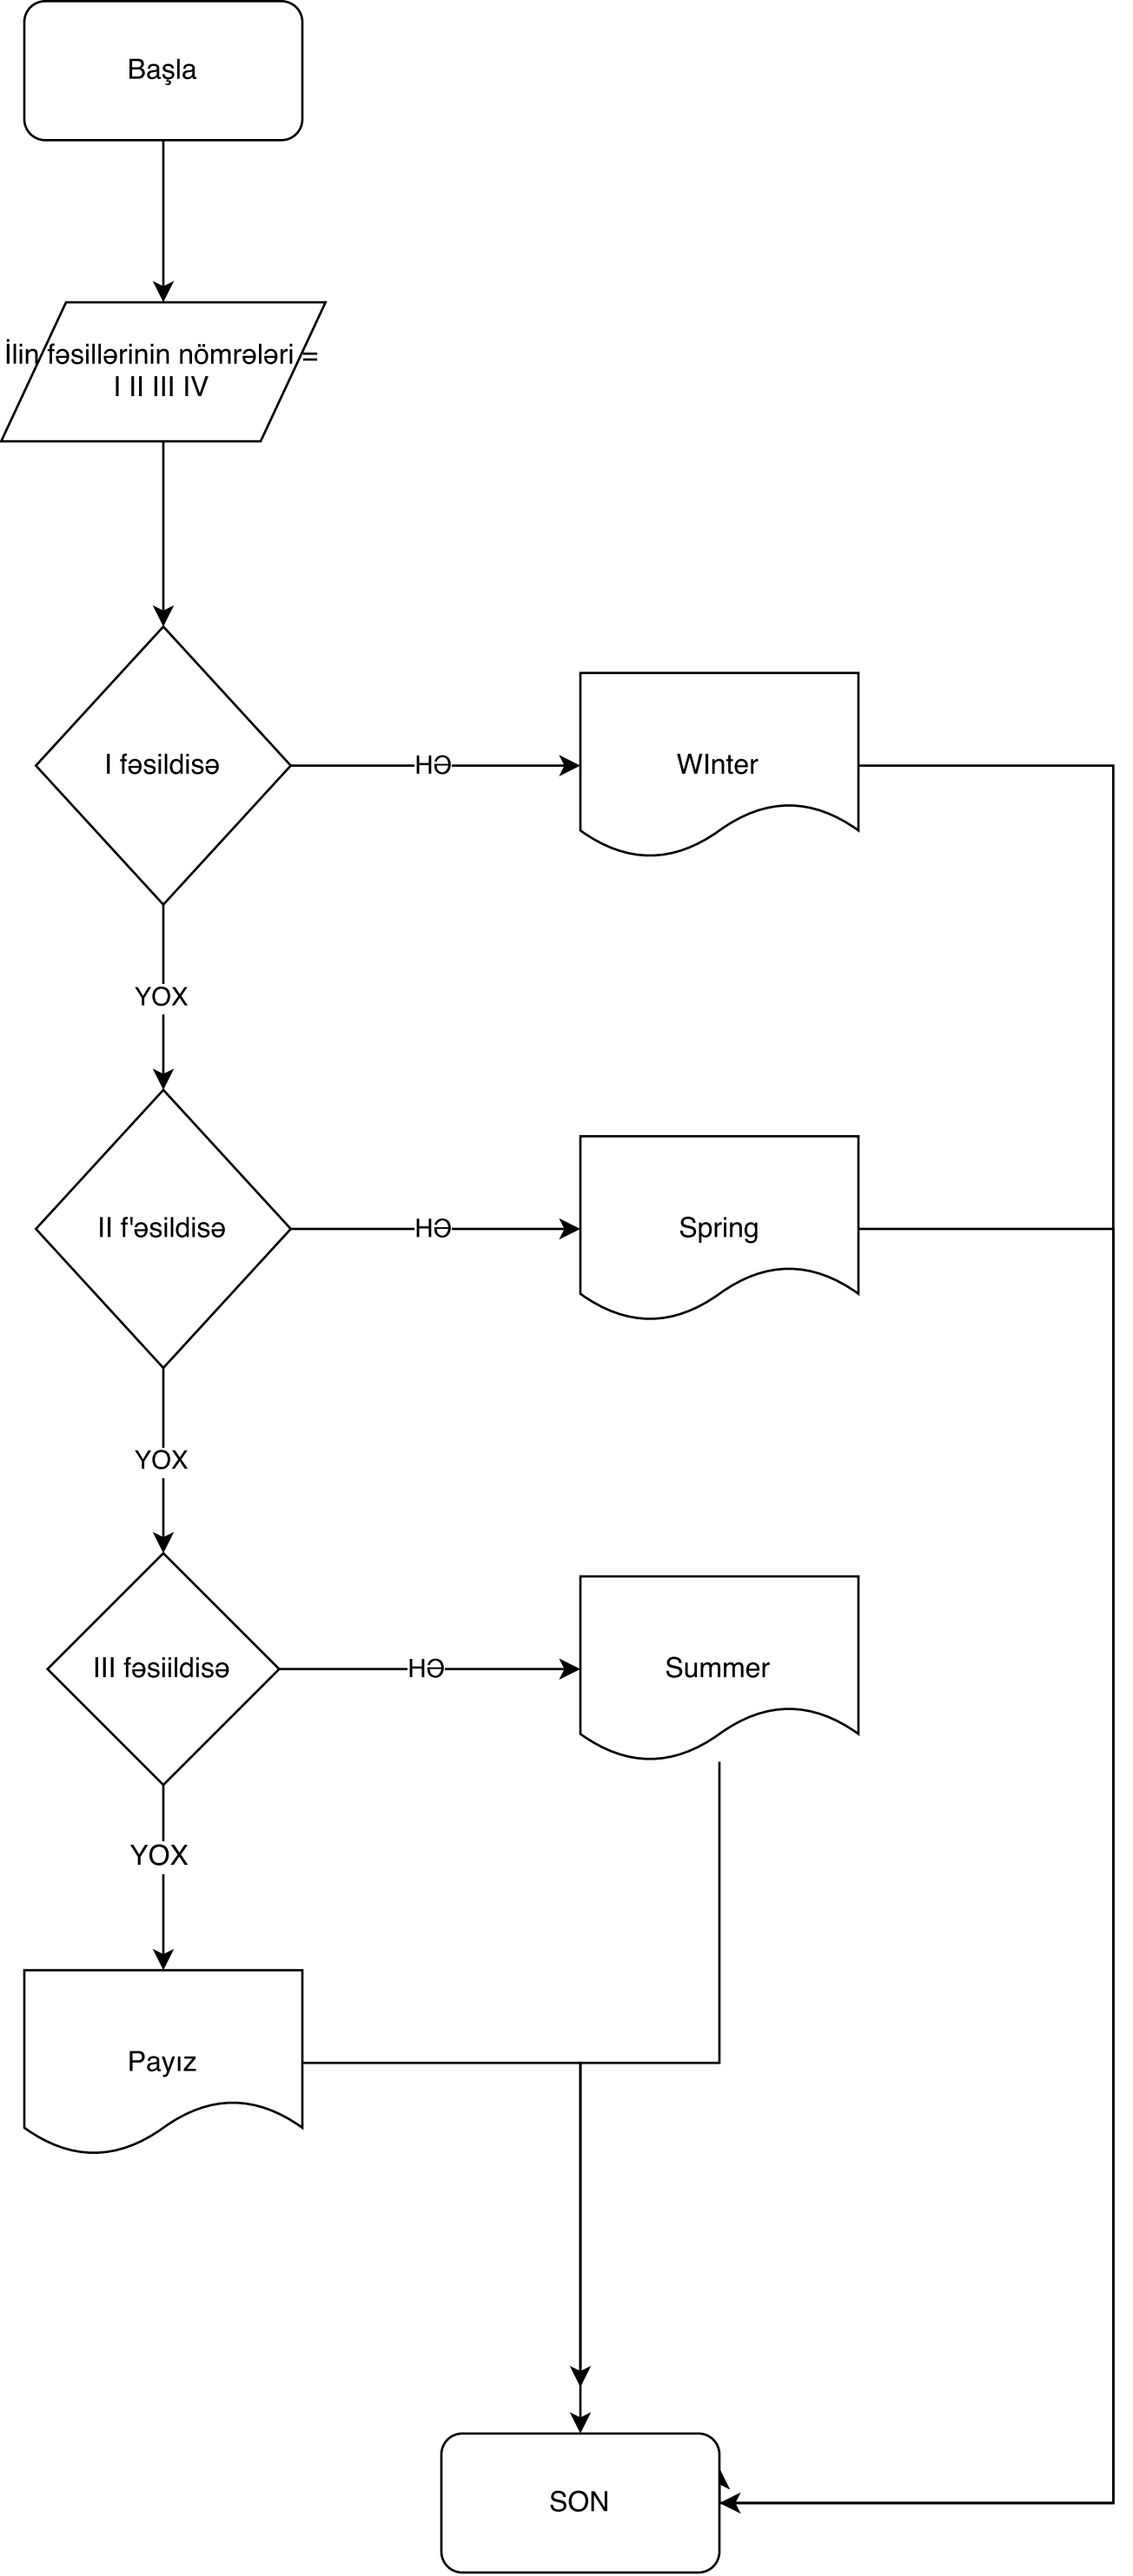 Başla
İlin fəsillərinin nömrələri =
I II III IV
I fəsildisə
HƏ
WInter
YOX
II f'əsildisə
HƏ
Spring
YOX
III fəsiildisə
HƏ
Summer
YOX
Payız
SON